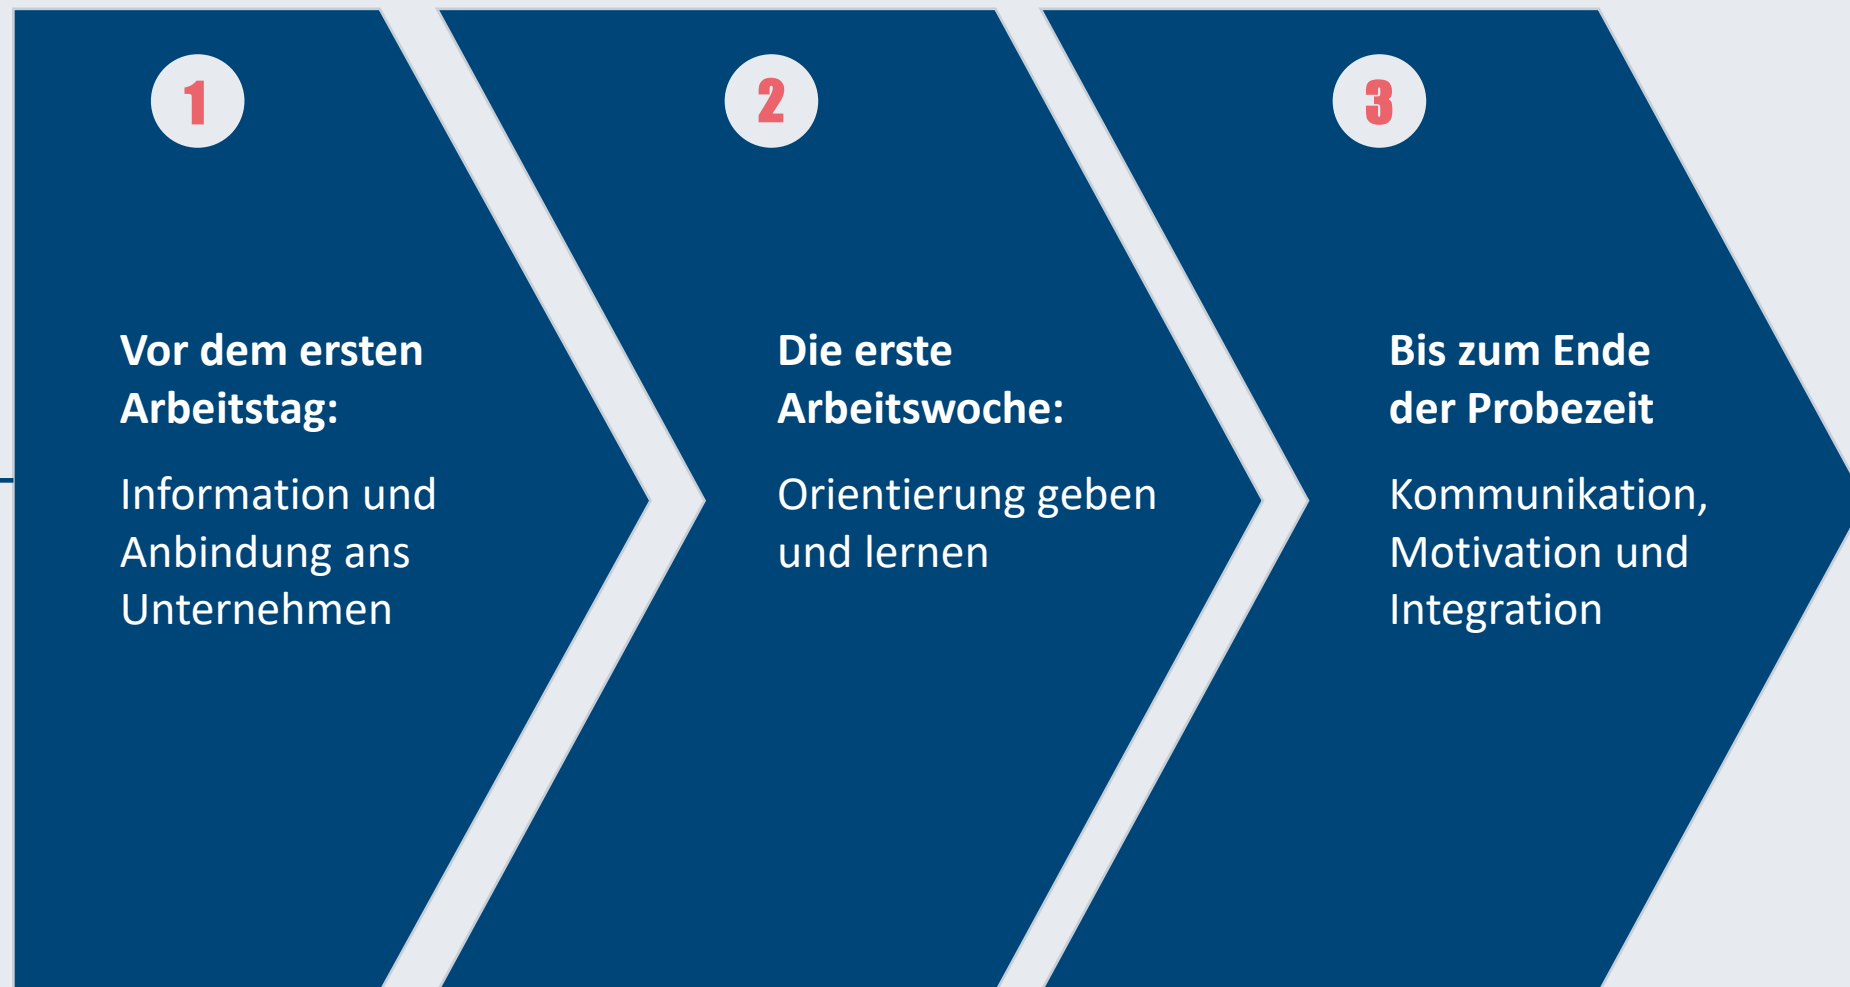 1
Vor dem ersten
Arbeitstag:
Information und
Anbindung ans
Unternehmen
2
Die erste
Arbeitswoche:
Orientierung geben
und lernen
3
Bis zum Ende
der Probezeit
Kommunikation,
Motivation und
Integration